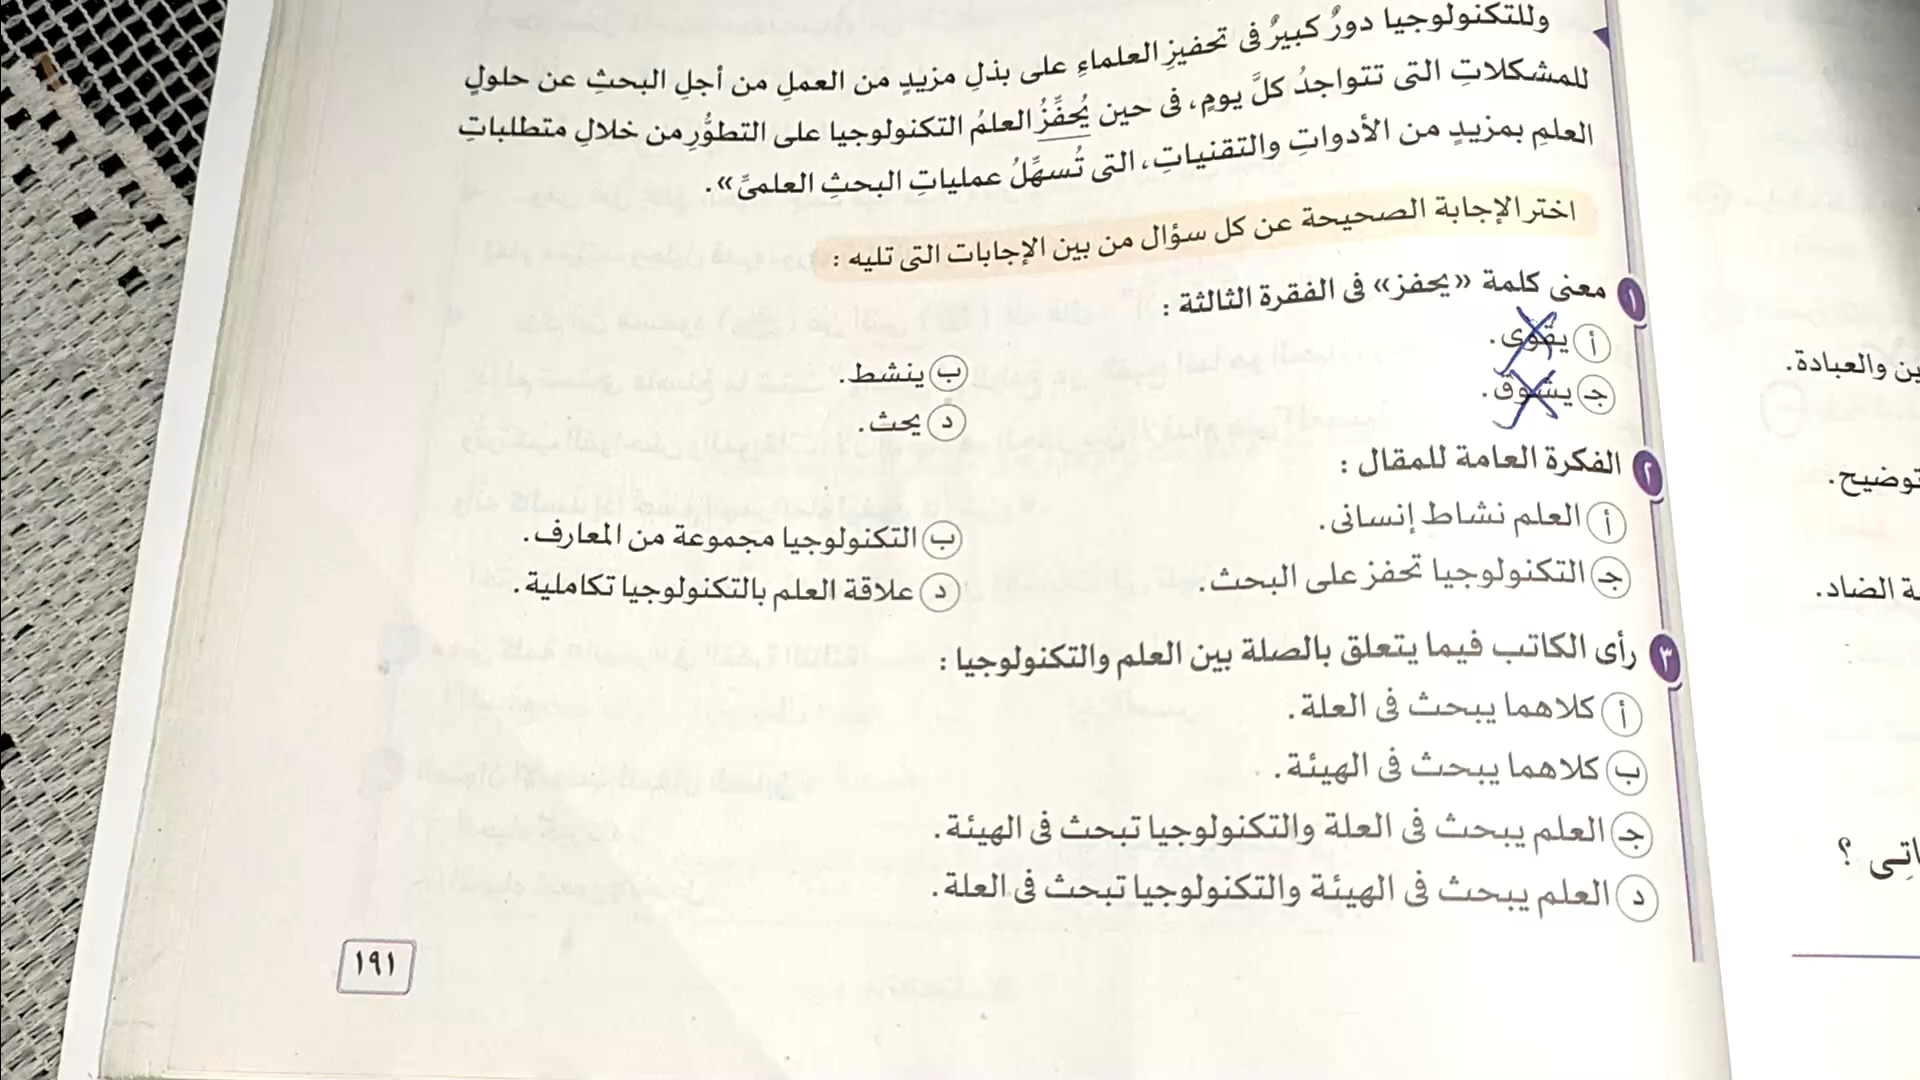 وللتكنولوجيا دورٌ كبيرٌ فى تحفيزِ العلماءِ على بذلِ مزيدٍ من العملِ من أجلِ البحثِ عن حلولٍ
للمشكلاتِ التى تتواجدُ كلَّ يومٍ، فى حين يُحفِّزُ العلمُ التكنولوجيا على التطوُّرِ من خلالِ متطلباتِ
العلمِ بمزيدٍ من الأدواتِ والتقنياتِ، التى تُسهِّلُ عملياتِ البحثِ العلمىِّ».
اختر الإجابة الصحيحة عن كل سؤال من بين الإجابات التى تليه :
١ معنى كلمة «يحفز» فى الفقرة الثالثة :
أ يقوى. ب ينشط.
جـ يشوق. د يحث.
٢ الفكرة العامة للمقال :
أ العلم نشاط إنسانى. ب التكنولوجيا مجموعة من المعارف.
جـ التكنولوجيا تحفز على البحث. د علاقة العلم بالتكنولوجيا تكاملية.
٣ رأى الكاتب فيما يتعلق بالصلة بين العلم والتكنولوجيا :
أ كلاهما يبحث فى العلة.
ب كلاهما يبحث فى الهيئة.
جـ العلم يبحث فى العلة والتكنولوجيا تبحث فى الهيئة.
د العلم يبحث فى الهيئة والتكنولوجيا تبحث فى العلة.
١٩١
والعبادة.
توضيح.
الضاد.
؟